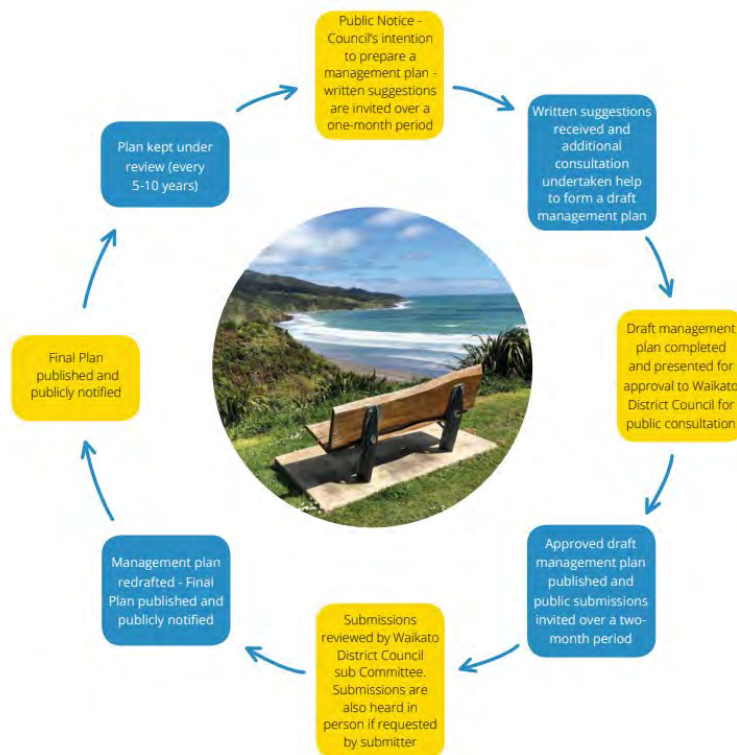 Public Notice -
Council's intention
to prepare a
management plan -
written suggestions
are invited over a
one-month period
Written suggestions
received and
additional
consultation
undertaken help
to form a draft
management plan
Draft management
plan completed
and presented for
approval to Waikato
District Council for
public consultation
Approved draft
management plan
published and
public submissions
invited over a two-
month period
Submissions
reviewed by Waikato
District Council
sub Committee.
Submissions are
also heard in
person if requested
by submitter
Management plan
redrafted - Final
Plan published and
publicly notified
Final Plan
published and
publicly notified
Plan kept under
review (every
5-10 years)